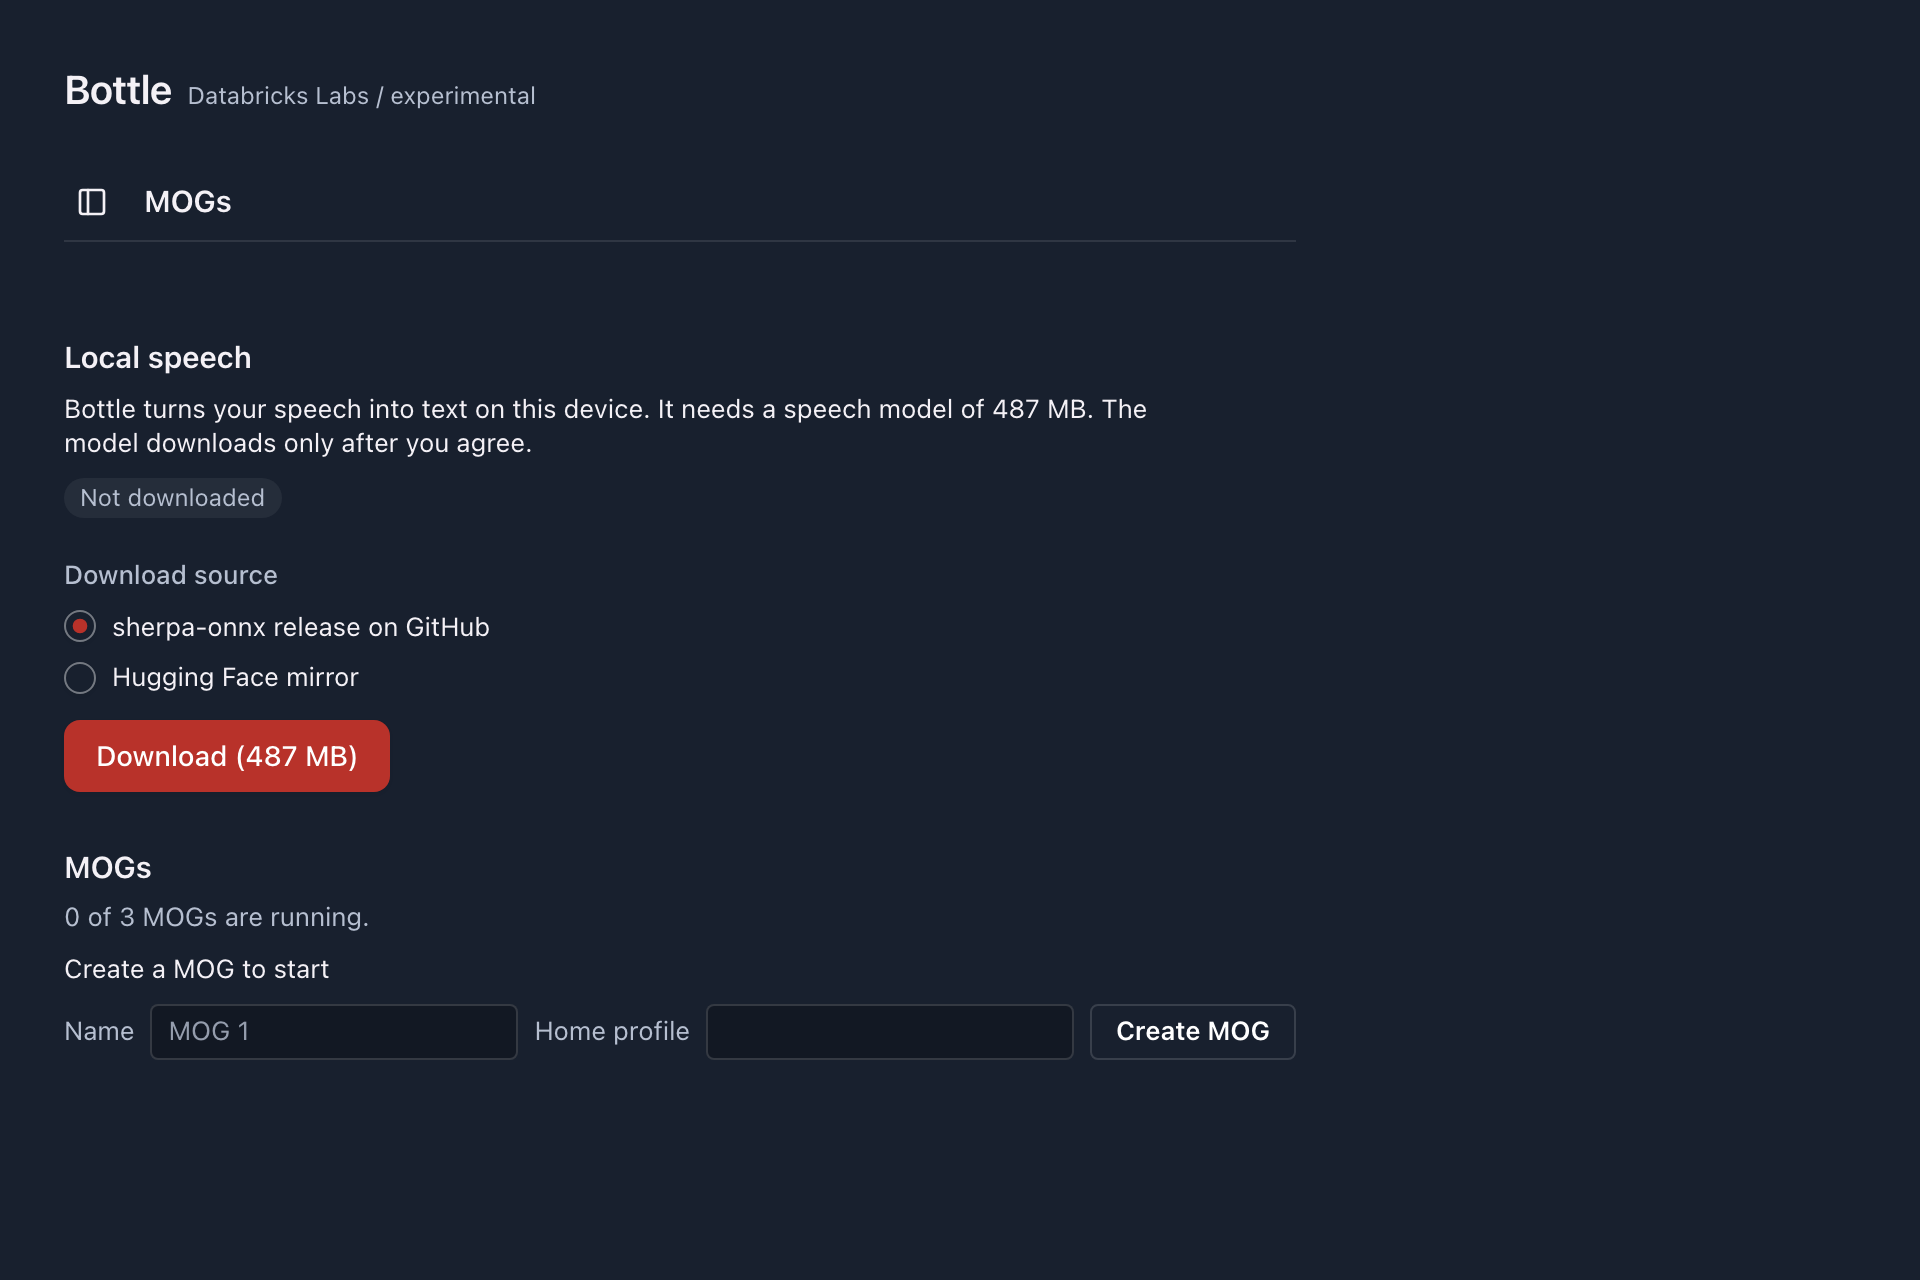 Bottle Databricks Labs / experimental
MOGs
Local speech
Bottle turns your speech into text on this device. It needs a speech model of 487 MB. The
model downloads only after you agree.
Not downloaded
Download source
sherpa-onnx release on GitHub
Hugging Face mirror
Download (487 MB)
MOGs
0 of 3 MOGs are running.
Create a MOG to start
Name MOG 1 Home profile Create MOG